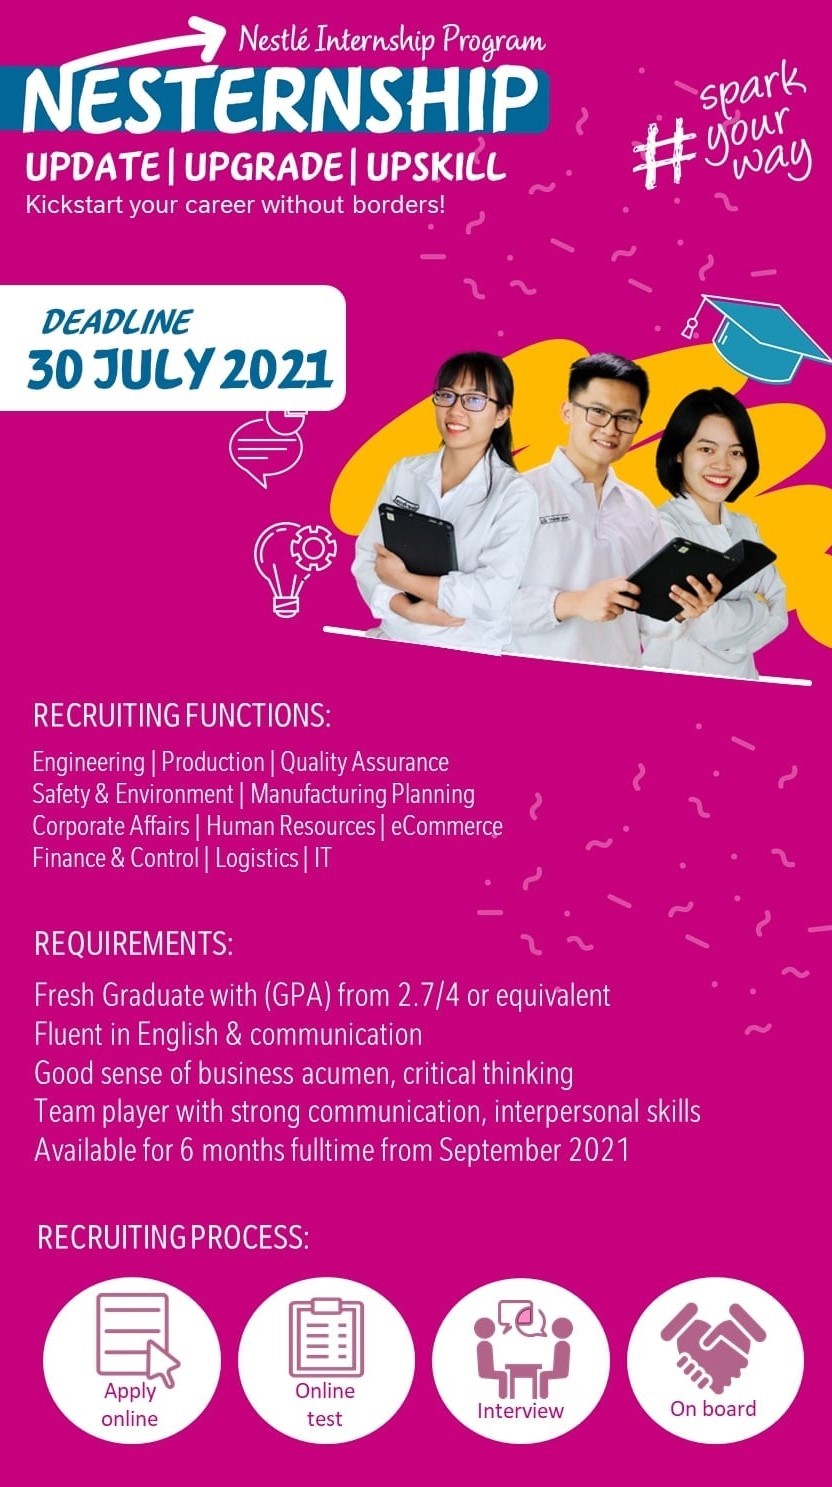 Nestlé Internship Program
NESTERNSHIP
UPDATE | UPGRADE | UPSKILL
Kickstart your career without borders!
#spark
your
way
DEADLINE
30 JULY 2021
RECRUITING FUNCTIONS:
Engineering | Production | Quality Assurance
Safety & Environment | Manufacturing Planning
Corporate Affairs | Human Resources | eCommerce
Finance & Control | Logistics | IT
REQUIREMENTS:
Fresh Graduate with (GPA) from 2.7/4 or equivalent
Fluent in English & communication
Good sense of business acumen, critical thinking
Team player with strong communication, interpersonal skills
Available for 6 months fulltime from September 2021
RECRUITING PROCESS:
Apply
online
Online
test
Interview
On board